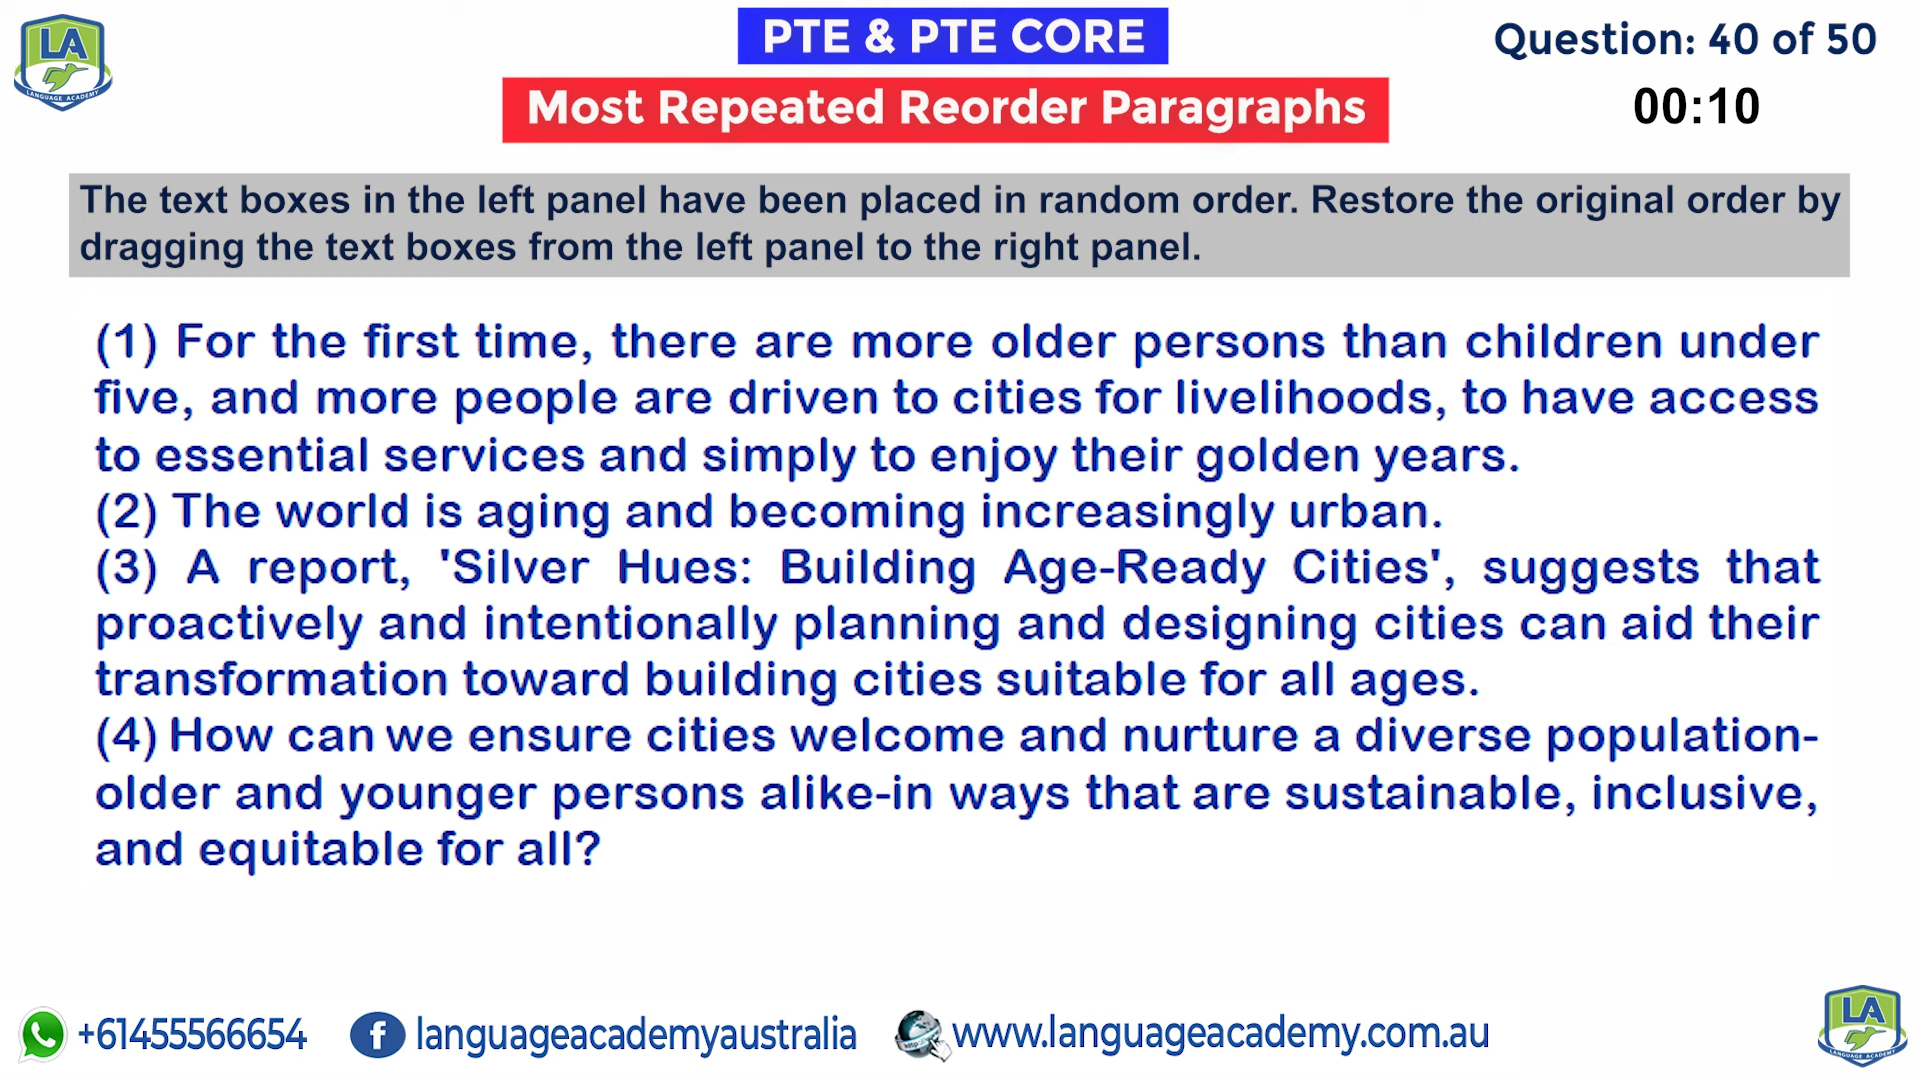 LA
LANGUAGE ACADEMY
PTE & PTE CORE
Question: 40 of 50
Most Repeated Reorder Paragraphs
00:10
The text boxes in the left panel have been placed in random order. Restore the original order by
dragging the text boxes from the left panel to the right panel.
(1) For the first time, there are more older persons than children under
five, and more people are driven to cities for livelihoods, to have access
to essential services and simply to enjoy their golden years.
(2) The world is aging and becoming increasingly urban.
(3) A report, 'Silver Hues: Building Age-Ready Cities', suggests that
proactively and intentionally planning and designing cities can aid their
transformation toward building cities suitable for all ages.
(4) How can we ensure cities welcome and nurture a diverse population-
older and younger persons alike-in ways that are sustainable, inclusive,
and equitable for all?
+61455566654
f languageacademyaustralia
http://
www.languageacademy.com.au
LA
LANGUAGE ACADEMY